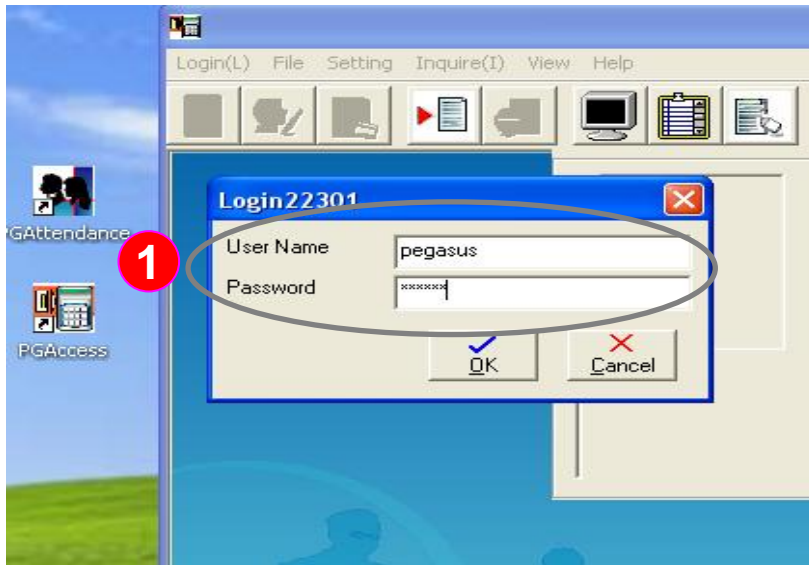 Login(L) File Setting Inquire(I) View Help
Login22301
PGAttendance
1
User Name pegasus
Password ××××××
OK Cancel
PGAccess